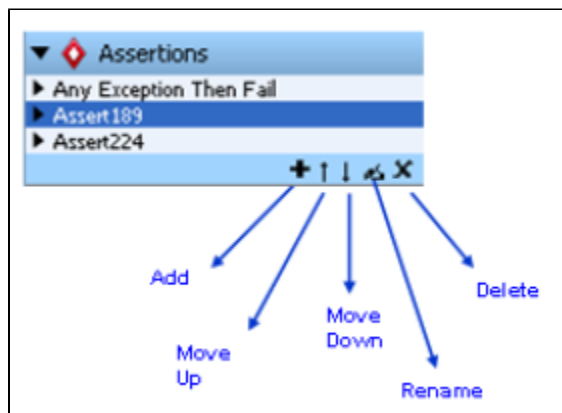 Assertions
Any Exception Then Fail
Assert189
Assert224
Add
Move
Up
Move
Down
Rename
Delete